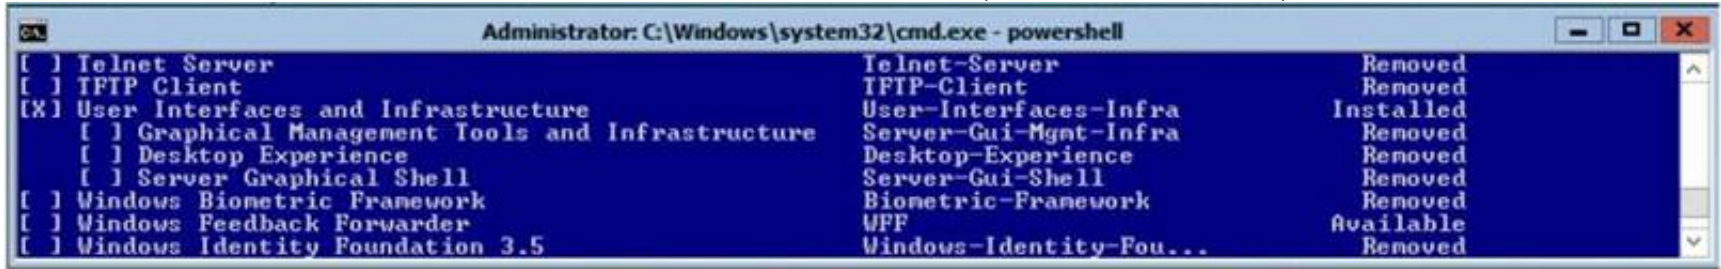 Administrator: C:\Windows\system32\cmd.exe - powershell
[ ] Telnet Server Telnet-Server Removed
[ ] TFTP Client TFTP-Client Removed
[X] User Interfaces and Infrastructure User-Interfaces-Infra Installed
[ ] Graphical Management Tools and Infrastructure Server-Gui-Mgmt-Infra Removed
[ ] Desktop Experience Desktop-Experience Removed
[ ] Server Graphical Shell Server-Gui-Shell Removed
[ ] Windows Biometric Framework Biometric-Framework Removed
[ ] Windows Feedback Forwarder WFF Available
[ ] Windows Identity Foundation 3.5 Windows-Identity-Fou... Removed